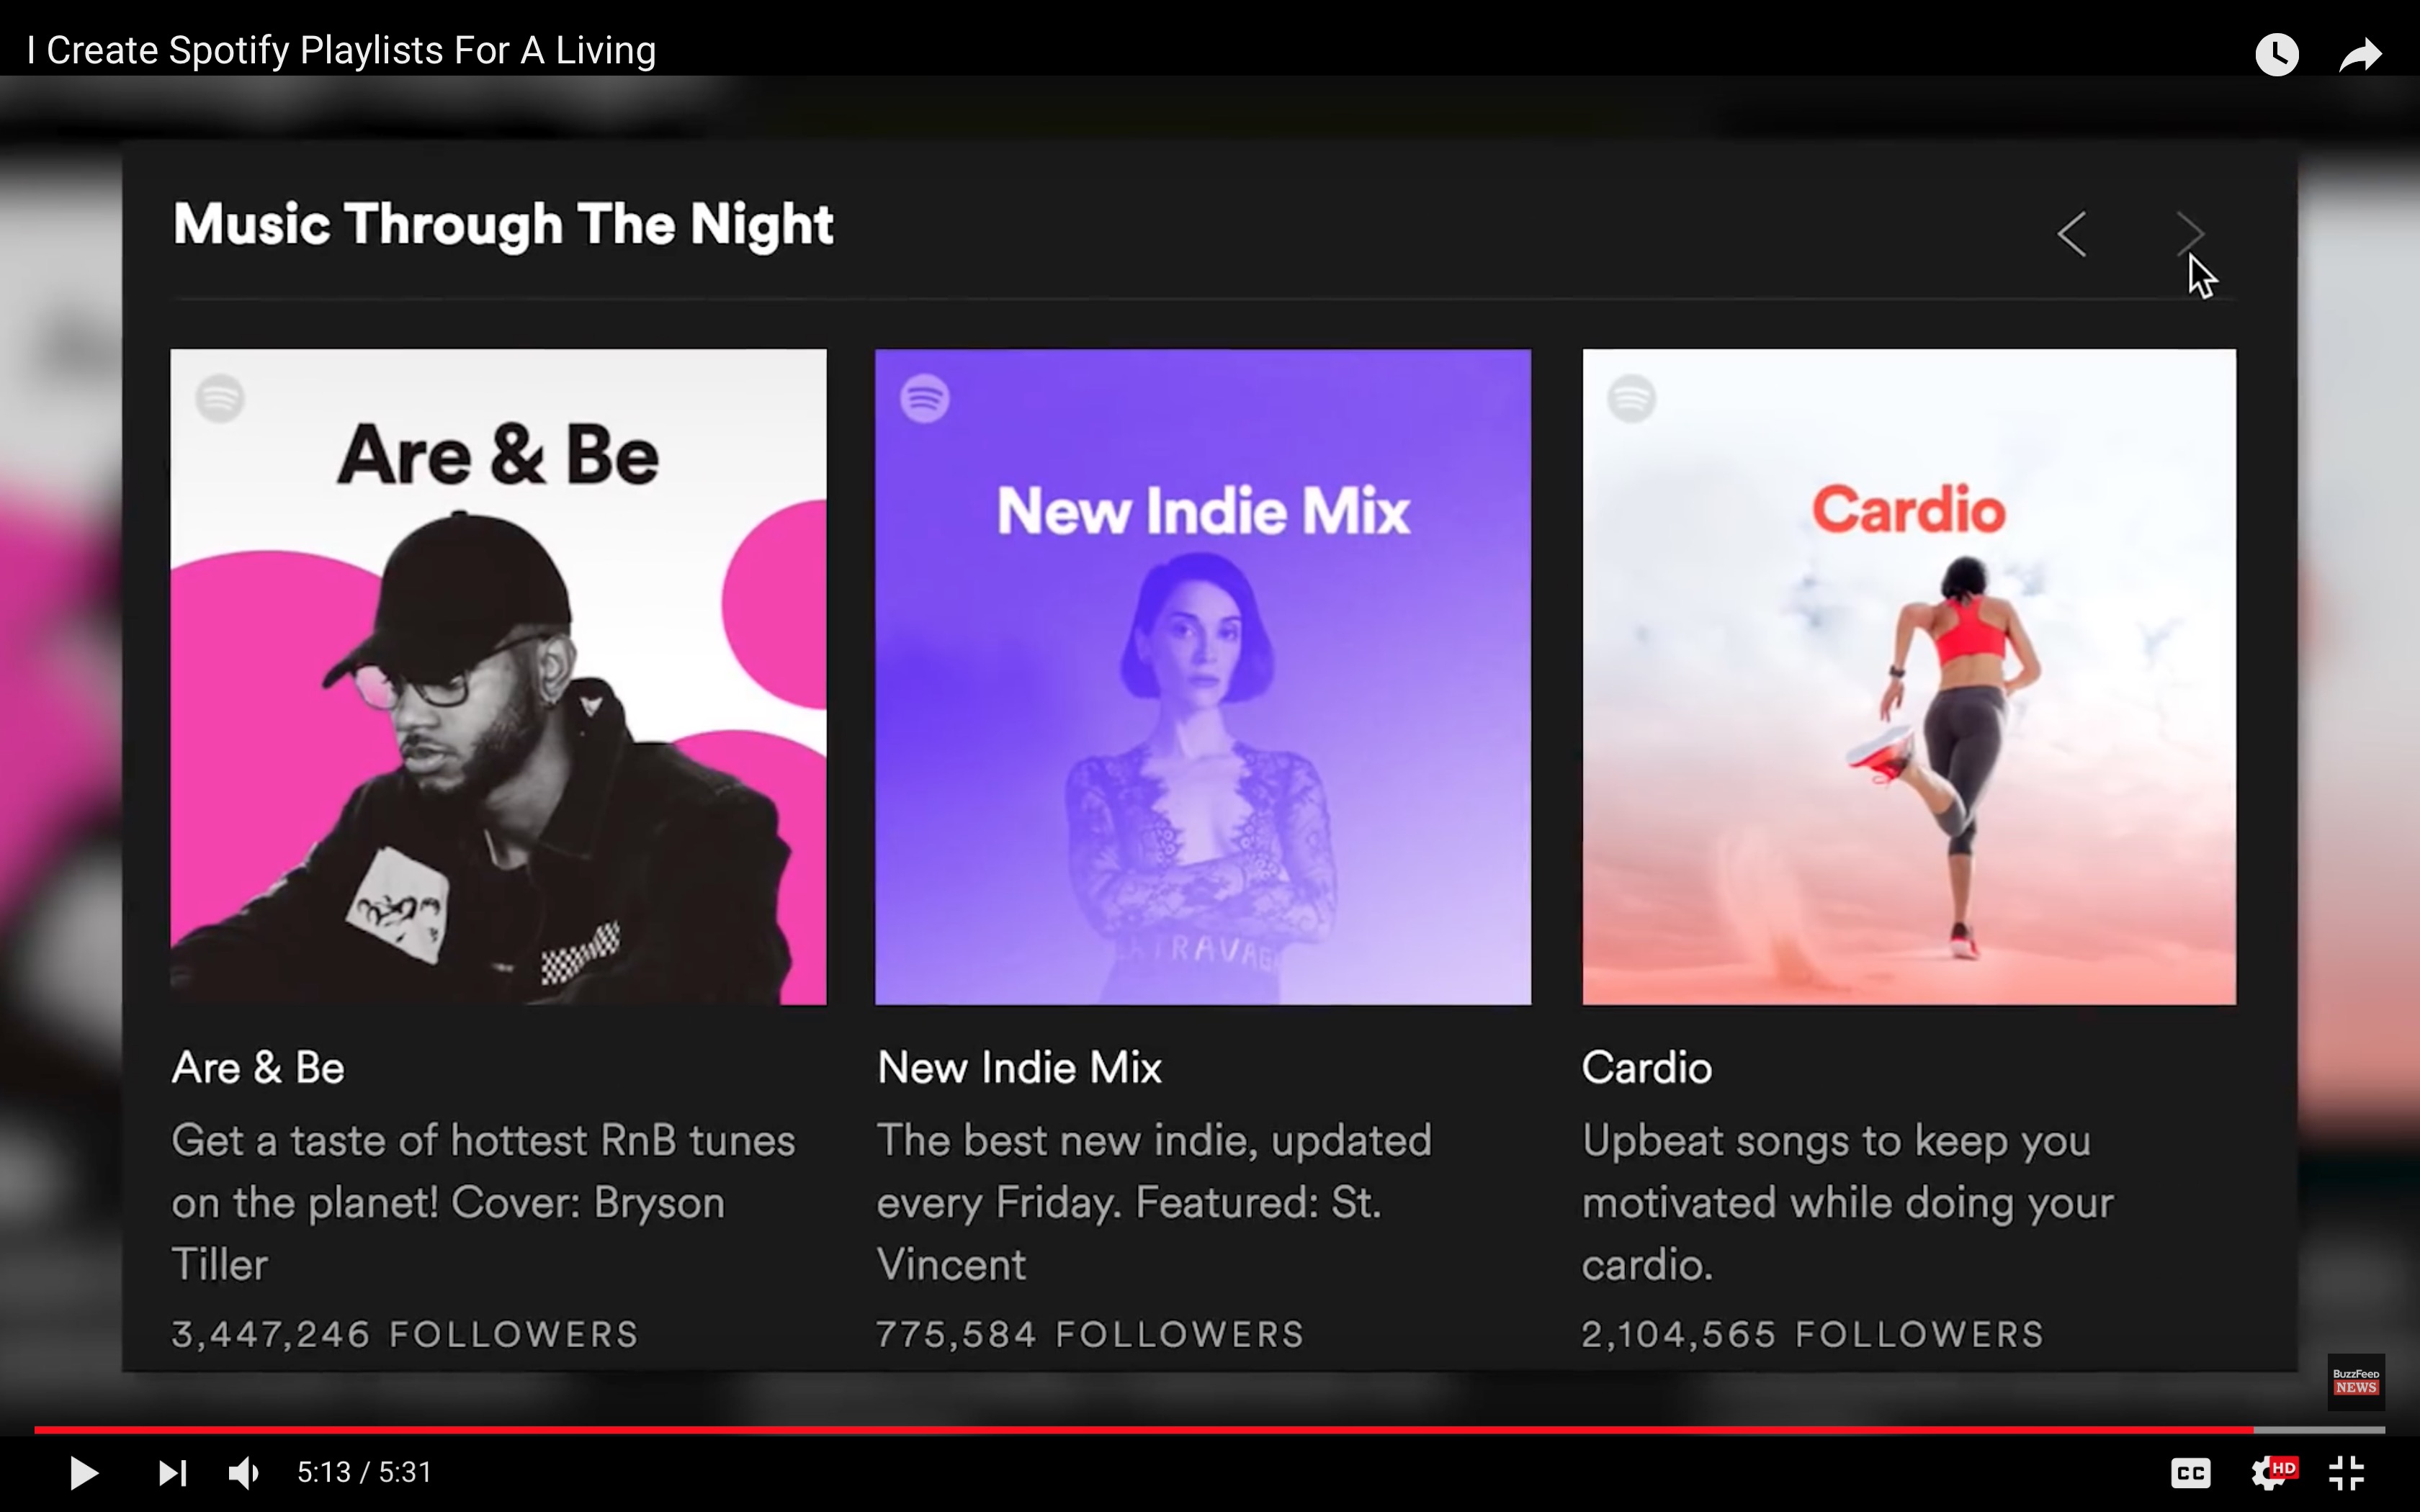 I Create Spotify Playlists For A Living
Music Through The Night
Are & Be
New Indie Mix
Cardio
Are & Be
Get a taste of hottest RnB tunes
on the planet! Cover: Bryson
Tiller
3,447,246 FOLLOWERS
New Indie Mix
The best new indie, updated
every Friday. Featured: St.
Vincent
775,584 FOLLOWERS
Cardio
Upbeat songs to keep you
motivated while doing your
cardio.
2,104,565 FOLLOWERS
BuzzFeed
NEWS
5:13 / 5:31
CC
HD